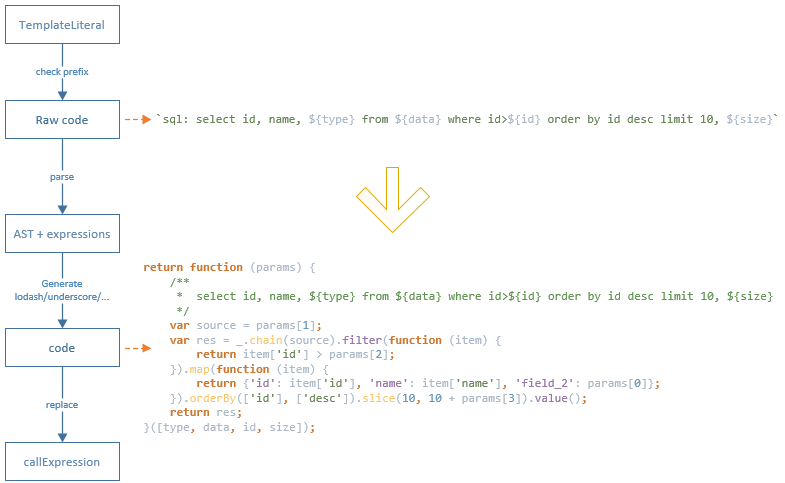 TemplateLiteral
check prefix
Raw code
`sql: select id, name, ${type} from ${data} where id>${id} order by id desc limit 10, ${size}`
parse
AST + expressions
Generate
lodash/underscore/...
code
replace
callExpression
return function (params) {
/**
*  select id, name, ${type} from ${data} where id>${id} order by id desc limit 10, ${size}
*/
var source = params[1];
var res = _.chain(source).filter(function (item) {
return item['id'] > params[2];
}).map(function (item) {
return {'id': item['id'], 'name': item['name'], 'field_2': params[0]};
}).orderBy(['id'], ['desc']).slice(10, 10 + params[3]).value();
return res;
}([type, data, id, size]);